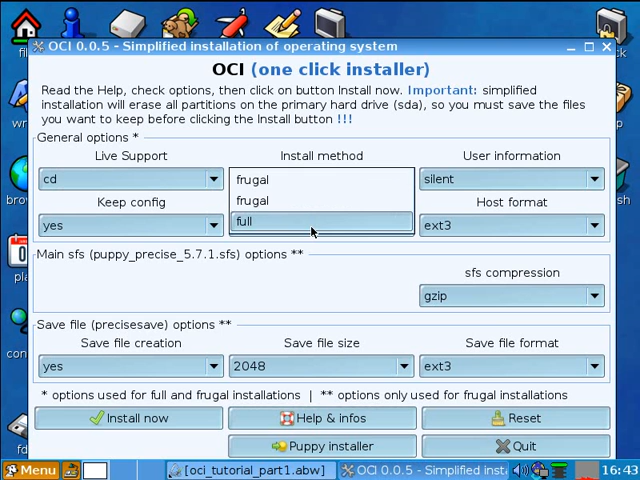 OCI 0.0.5 - Simplified installation of operating system
OCI (one click installer)
Read the Help, check options, then click on button Install now. Important: simplified
installation will erase all partitions on the primary hard drive (sda), so you must save the files
you want to keep before clicking the Install button !!!
General options *
Live Support
Install method
User information
cd
frugal
frugal
full
silent
Keep config
Host format
yes
ext3
Main sfs (puppy_precise_5.7.1.sfs) options **
sfs compression
gzip
Save file (precisesave) options **
Save file creation
Save file size
Save file format
yes
2048
ext3
* options used for full and frugal installations | ** options only used for frugal installations
Install now
Help & infos
Reset
Puppy installer
Quit
Menu
[oci_tutorial_part1.abw]
OCI 0.0.5 - Simplified inst
16:43